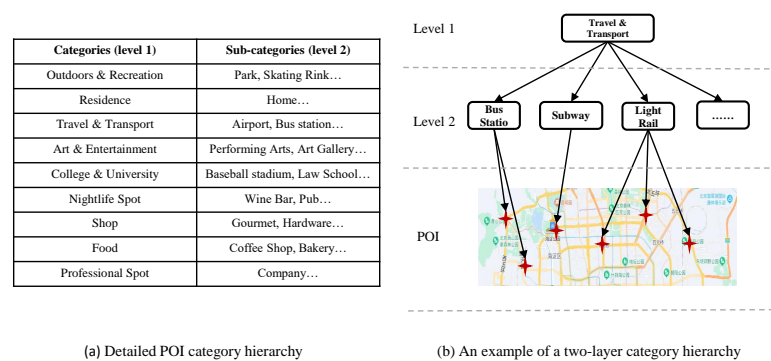 Categories (level 1) Sub-categories (level 2)
Outdoors & Recreation Park, Skating Rink…
Residence Home…
Travel & Transport Airport, Bus station…
Art & Entertainment Performing Arts, Art Gallery…
College & University Baseball stadium, Law School…
Nightlife Spot Wine Bar, Pub…
Shop Gourmet, Hardware…
Food Coffee Shop, Bakery…
Professional Spot Company…
(a) Detailed POI category hierarchy
Level 1
Travel &
Transport
Level 2
Bus
Statio
Subway
Light
Rail
……
POI
(b) An example of a two-layer category hierarchy